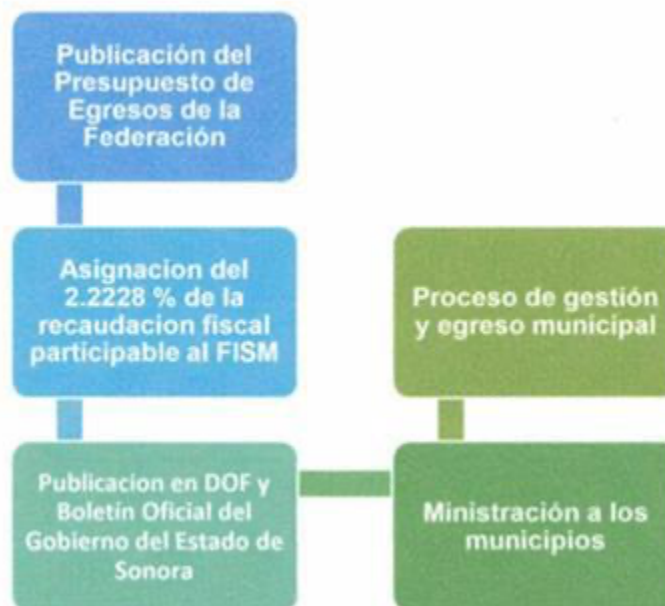 Publicación del
Presupuesto de
Egresos de la
Federación
Asignacion del
2.2228 % de la
recaudacion fiscal
participable al FISM
Publicacion en DOF y
Boletín Oficial del
Gobierno del Estado de
Sonora
Ministración a los
municipios
Proceso de gestión
y egreso municipal